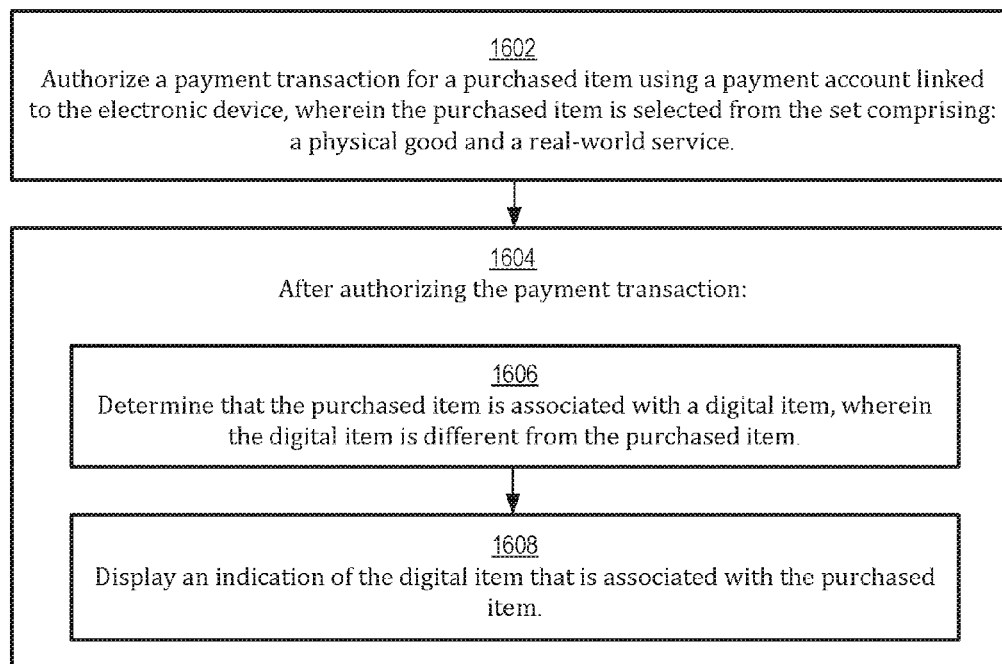 1602
Authorize a payment transaction for a purchased item using a payment account linked
to the electronic device, wherein the purchased item is selected from the set comprising:
a physical good and a real-world service.
1604
After authorizing the payment transaction:
1606
Determine that the purchased item is associated with a digital item, wherein
the digital item is different from the purchased item.
1608
Display an indication of the digital item that is associated with the purchased
item.